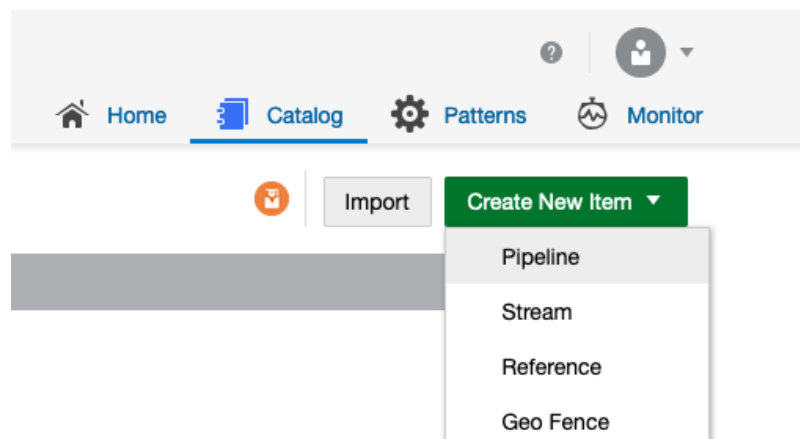 ?
Home Catalog Patterns Monitor
Import Create New Item
Pipeline
Stream
Reference
Geo Fence